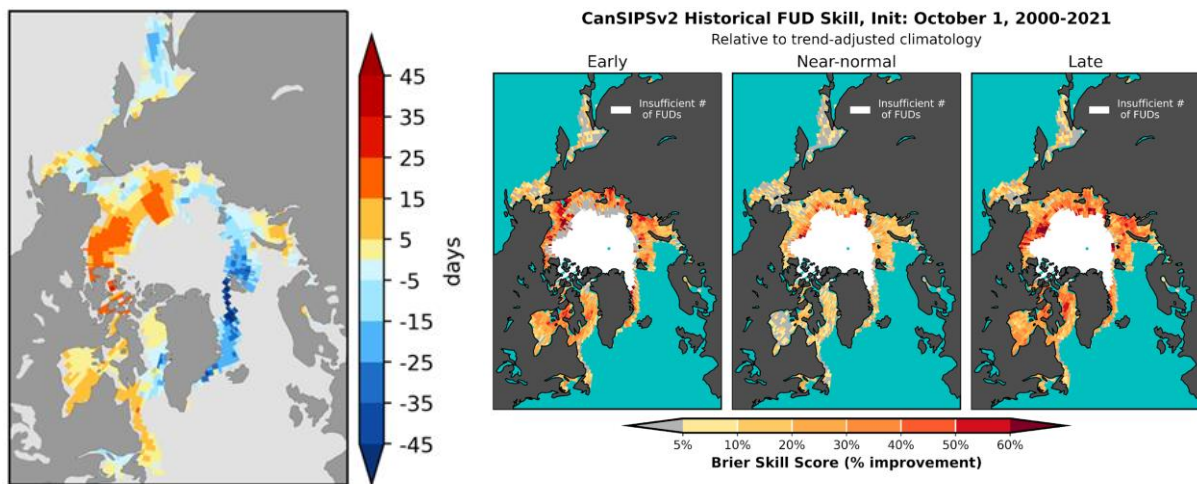 45
35
25
15
5
-5
-15
-25
-35
-45
days
CanSIPSv2 Historical FUD Skill, Init: October 1, 2000-2021
Relative to trend-adjusted climatology
Early
Near-normal
Late
Insufficient #
of FUDs
Insufficient #
of FUDs
Insufficient #
of FUDs
5%
10%
20%
30%
40%
50%
60%
Brier Skill Score (% improvement)